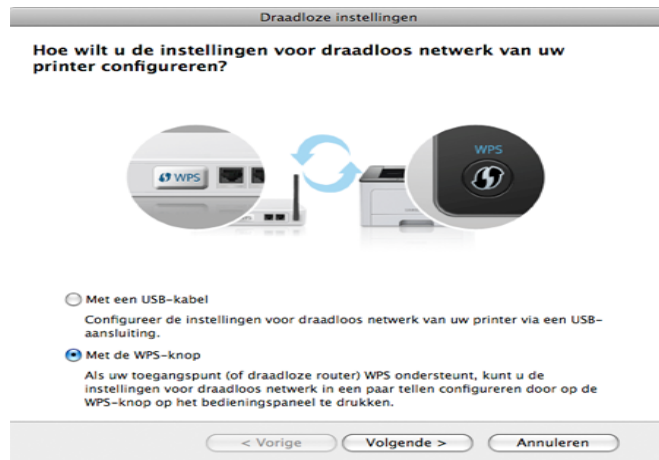 Draadloze instellingen
Hoe wilt u de instellingen voor draadloos netwerk van uw
printer configureren?
WPS
WPS
Met een USB-kabel
Configureer de instellingen voor draadloos netwerk van uw printer via een USB-
aansluiting.
Met de WPS-knop
Als uw toegangspunt (of draadloze router) WPS ondersteunt, kunt u de
instellingen voor draadloos netwerk in een paar tellen configureren door op de
WPS-knop op het bedieningspaneel te drukken.
< Vorige Volgende > Annuleren